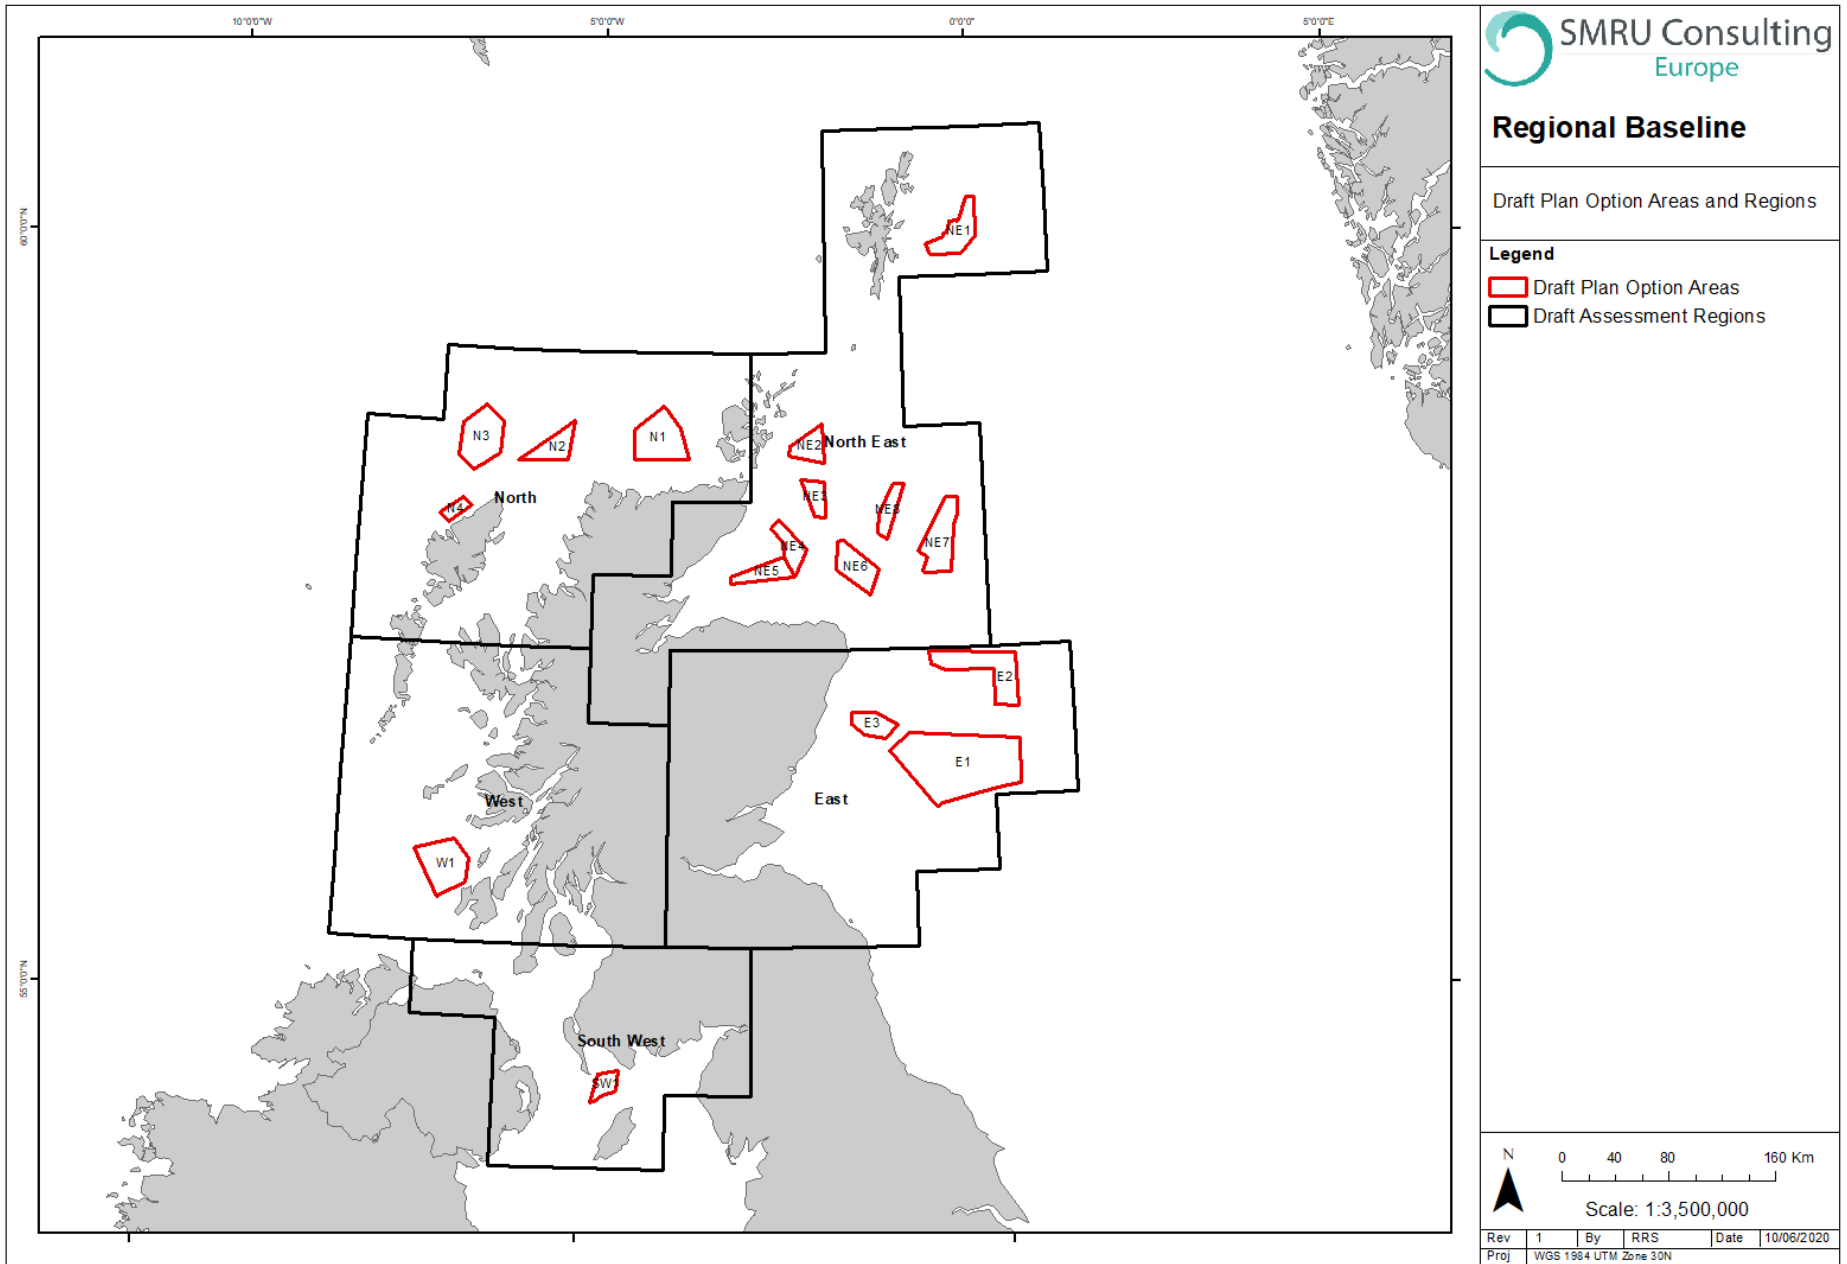 10°0'0"W
5°0'0"W
0°0'0"
5°0'0"E
60°0'0"N
55°0'0"N
NE1
N3
N2
N1
NE2
North East
N4
North
NE3
NE8
NE4
NE7
NE5
NE6
E2
E3
E1
West
East
W1
South West
SW1
SMRU Consulting
Europe
Regional Baseline
Draft Plan Option Areas and Regions
Legend
Draft Plan Option Areas
Draft Assessment Regions
N
0 40 80 160 Km
Scale: 1:3,500,000
Rev 1 By RRS Date 10/06/2020
Proj WGS 1984 UTM Zone 30N